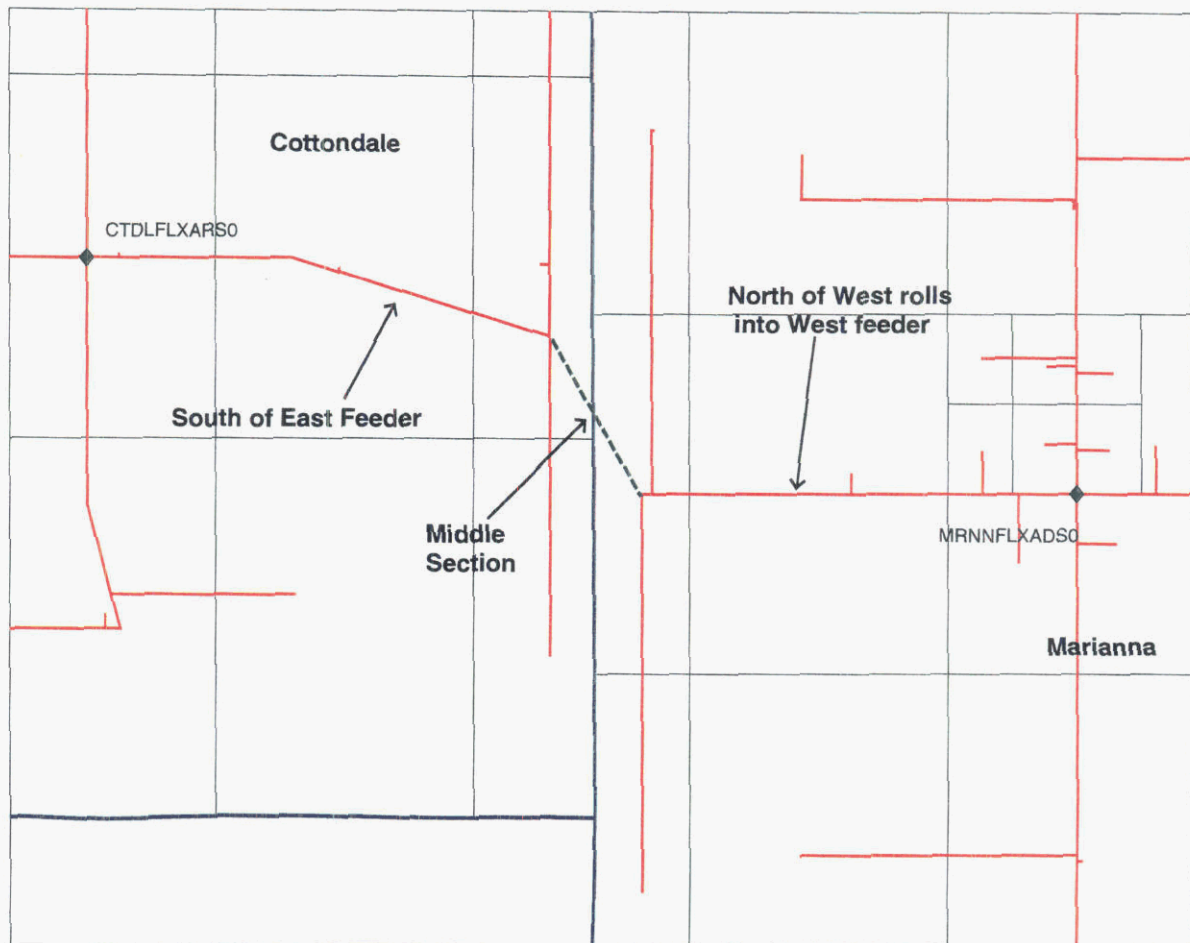 Cottondale
CTDLFLXARS0
North of West rolls
into West feeder
South of East Feeder
Middle
Section
MRNNFLXADS0
Marianna